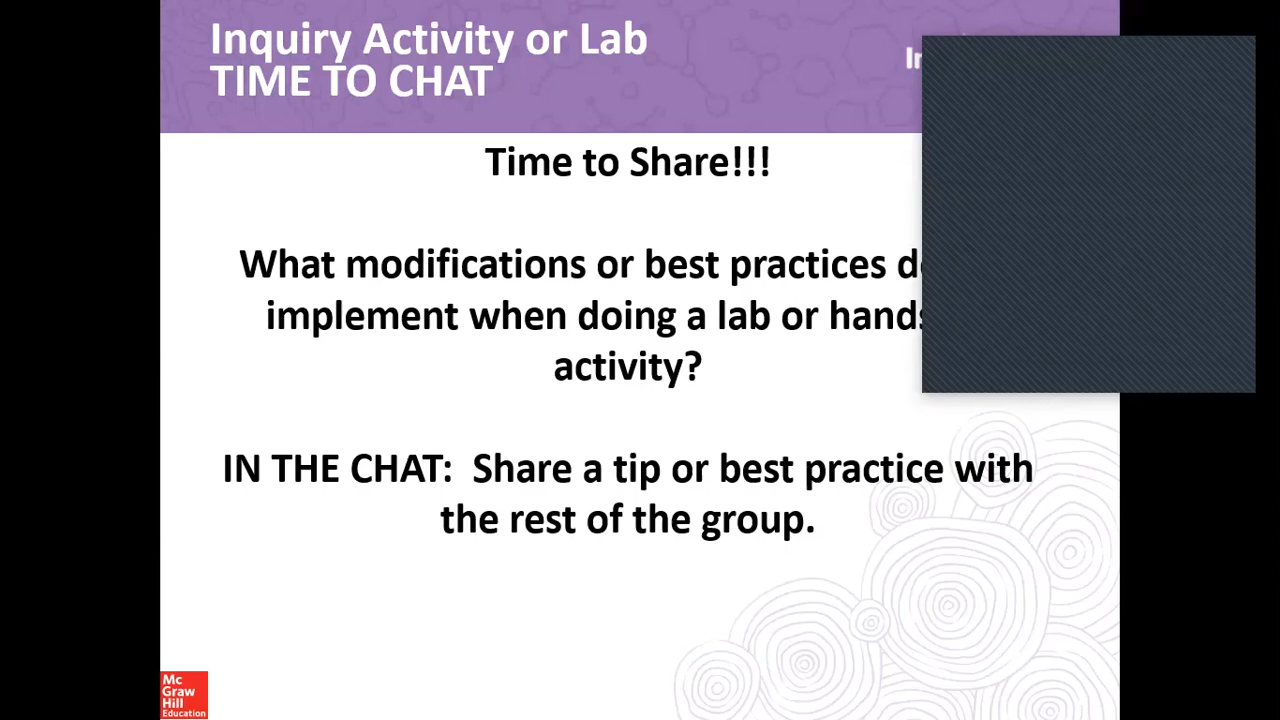 Inquiry Activity or Lab
TIME TO CHAT
Time to Share!!!
What modifications or best practices
implement when doing a lab or hands
activity?
IN THE CHAT: Share a tip or best practice with
the rest of the group.
Mc
Graw
Hill
Education